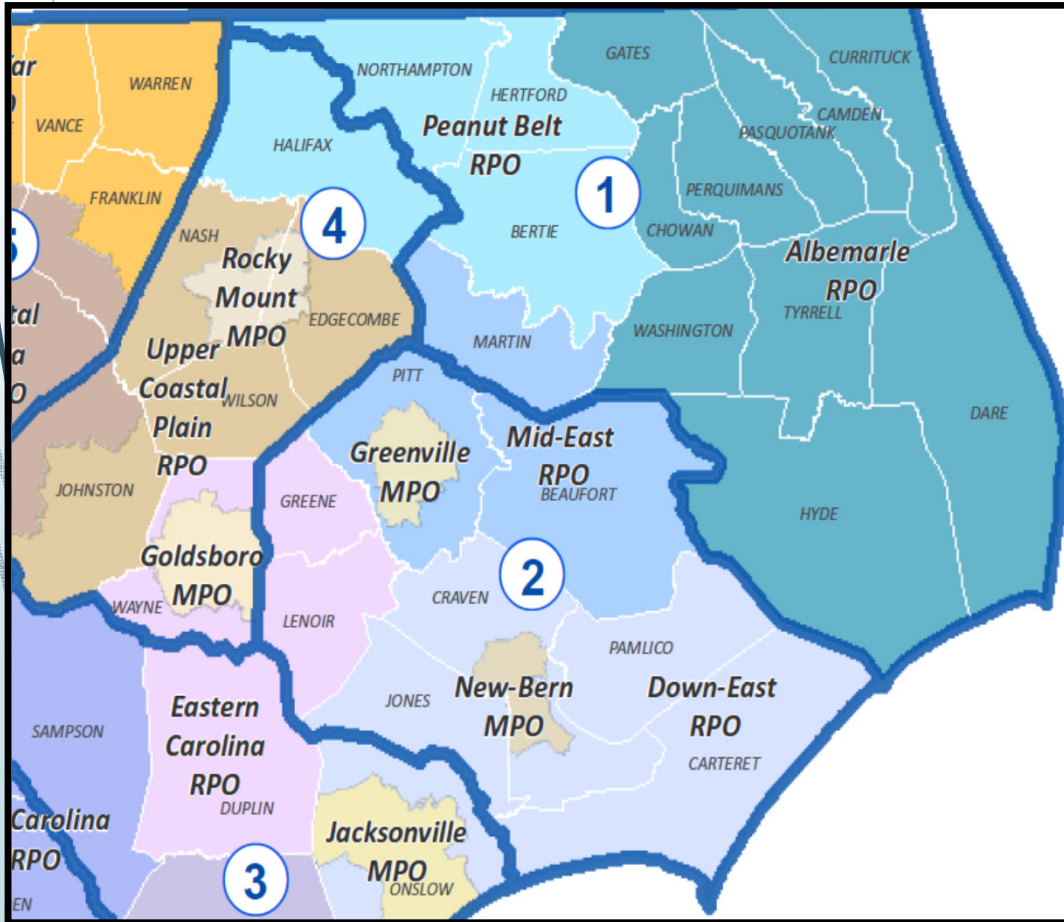 GATES
CURRITUCK
NORTHAMPTON
WARREN
HERTFORD
CAMDEN
VANCE
Peanut Belt
RPO
PASQUOTANK
HALIFAX
FRANKLIN
1
PERQUIMANS
4
NASH
BERTIE
CHOWAN
5
Rocky
Mount
MPO
Albemarle
RPO
EDGECOMBE
TYRRELL
WASHINGTON
MARTIN
Upper
Coastal
Plain
RPO
PITT
WILSON
DARE
Mid-East
RPO
BEAUFORT
Greenville
MPO
JOHNSTON
GREENE
HYDE
Goldsboro
MPO
2
CRAVEN
WAYNE
LENOIR
PAMLICO
New-Bern
MPO
Down-East
RPO
JONES
Eastern
Carolina
RPO
SAMPSON
CARTERET
DUPLIN
Carolina
RPO
Jacksonville
MPO
ONSLOW
3
EN